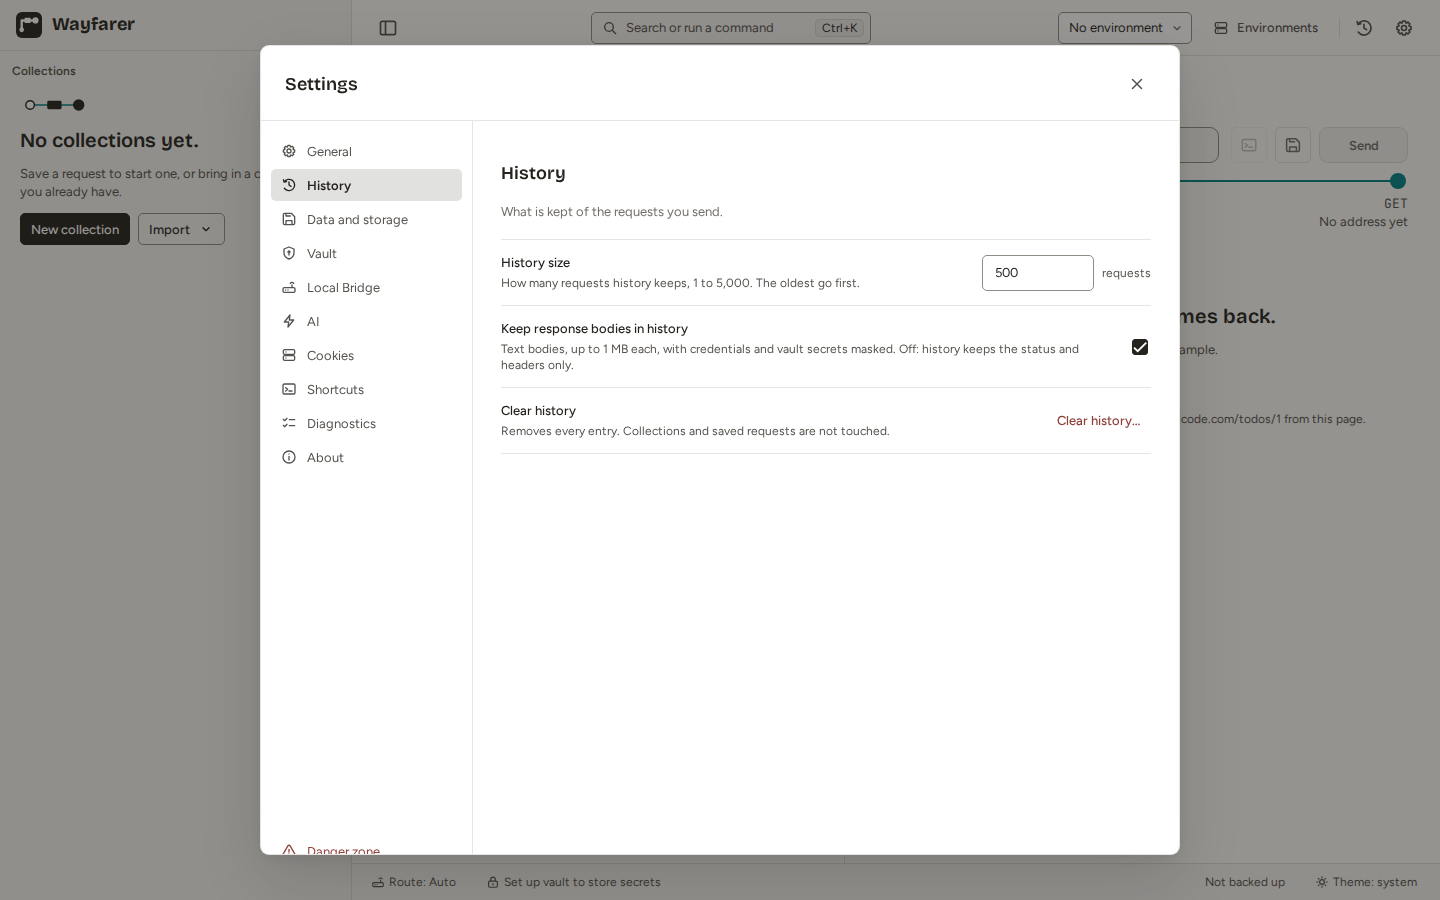 Wayfarer
Search or run a command
Ctrl+K
No environment
Environments
Collections
No collections yet.
Save a request to start one, or bring in a c
you already have.
New collection
Import
Settings
General
History
Data and storage
Vault
Local Bridge
AI
Cookies
Shortcuts
Diagnostics
About
Danger zone
History
What is kept of the requests you send.
History size
How many requests history keeps, 1 to 5,000. The oldest go first.
500
requests
Keep response bodies in history
Text bodies, up to 1 MB each, with credentials and vault secrets masked. Off: history keeps the status and
headers only.
Clear history
Removes every entry. Collections and saved requests are not touched.
Clear history...
Send
GET
No address yet
mes back.
ample.
code.com/todos/1 from this page.
Route: Auto
Set up vault to store secrets
Not backed up
Theme: system